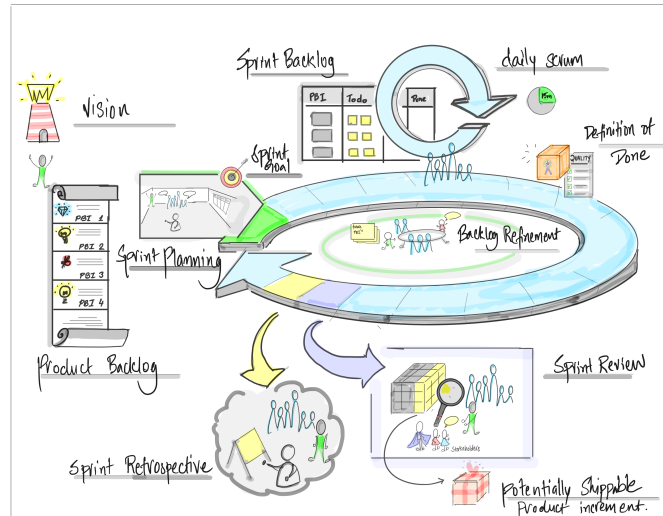 Sprint Backlog
daily scrum
PBI
Todo
Done
15m
Vision
Definition of
Done
QUALITY
Sprint
Goal
PBI 1
PBI 2
PBI 3
PBI 4
Sprint Planning
Backlog Refinement
Product Backlog
Sprint Review
Stakeholders
Sprint Retrospective
Potentially Shippable
Product increment.